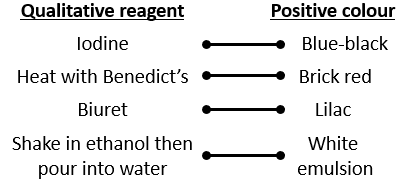 Qualitative reagent Positive colour
Iodine Blue-black
Heat with Benedict's Brick red
Biuret Lilac
Shake in ethanol then White
pour into water emulsion